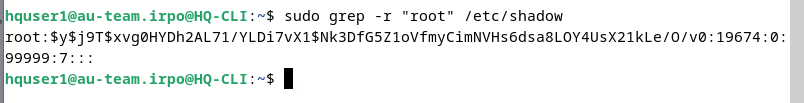 hquser1@au-team.irpo@HQ-CLI:~$ sudo grep -r "root" /etc/shadow
root:$y$j9T$xvg0HYDh2AL71/YLDi7vX1$Nk3DfG5Z1oVfmyCimNVHs6dsa8LOY4UsX21kLe/O/v0:19674:0:
99999:7:::
hquser1@au-team.irpo@HQ-CLI:~$